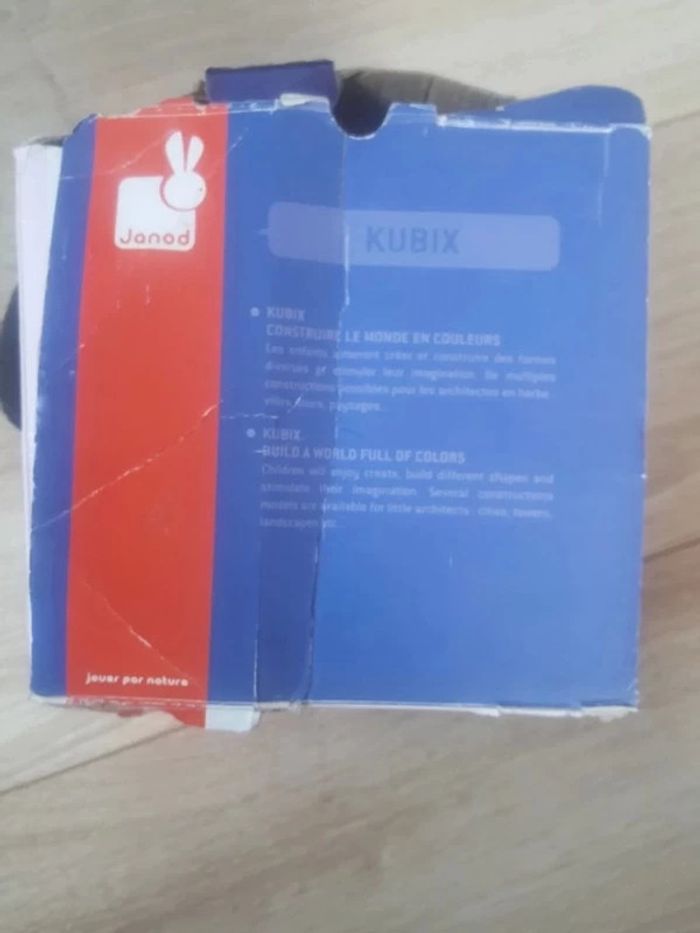 Janod
KUBIX
KUBIX
CONSTRUIRE LE MONDE EN COULEURS
Les enfants aimeront créer et construire des formes
diverses et stimuler leur imagination. De multiples
constructions possibles pour les architectes en herbe :
villes, tours, paysages...
KUBIX
BUILD A WORLD FULL OF COLORS
Children will enjoy create, build different shapes and
stimulate their imagination. Several constructions
models are available for little architects : cities, towers,
landscapes etc...
jouer par nature